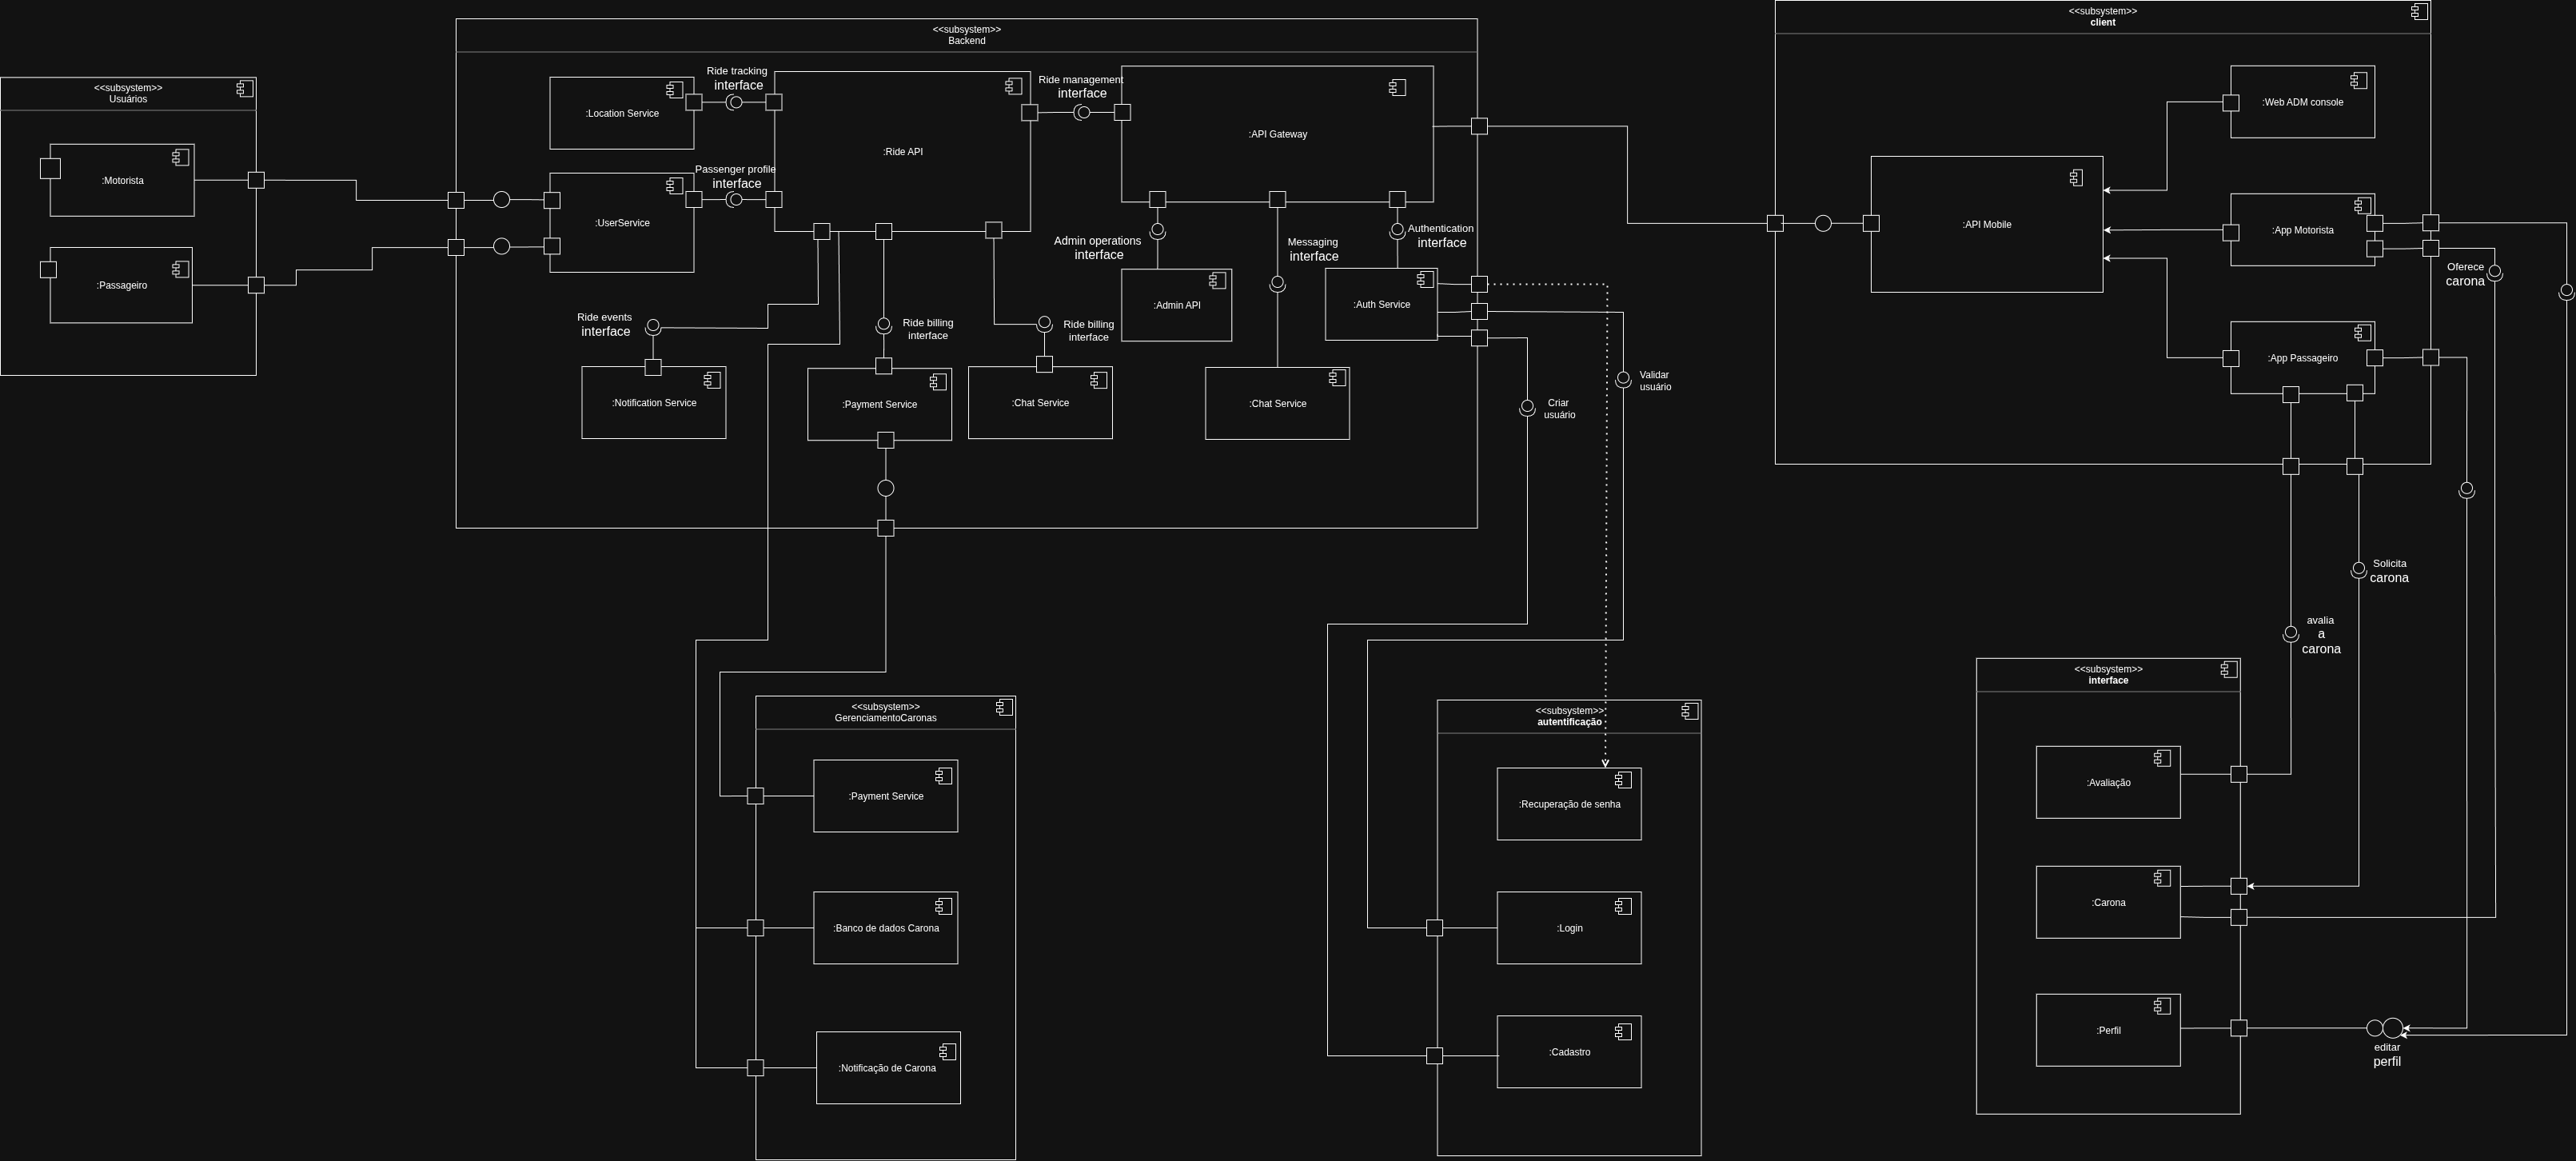 <<subsystem>>
Usuários
:Motorista
:Passageiro
<<subsystem>>
Backend
:Location Service
Ride tracking
interface
:UserService
Passenger profile
interface
:Ride API
Ride management
interface
:API Gateway
Admin operations
interface
Messaging
interface
Authentication
interface
:Admin API
:Auth Service
Ride events
interface
Ride billing
interface
Ride billing
interface
:Notification Service
:Payment Service
:Chat Service
:Chat Service
Criar
usuário
Validar
usuário
<<subsystem>>
client
:Web ADM console
:API Mobile
:App Motorista
:App Passageiro
Oferece
carona
Solicita
carona
avalia
a
carona
<<subsystem>>
GerenciamentoCaronas
:Payment Service
:Banco de dados Carona
:Notificação de Carona
<<subsystem>>
autentificação
:Recuperação de senha
:Login
:Cadastro
<<subsystem>>
interface
:Avaliação
:Carona
:Perfil
editar
perfil